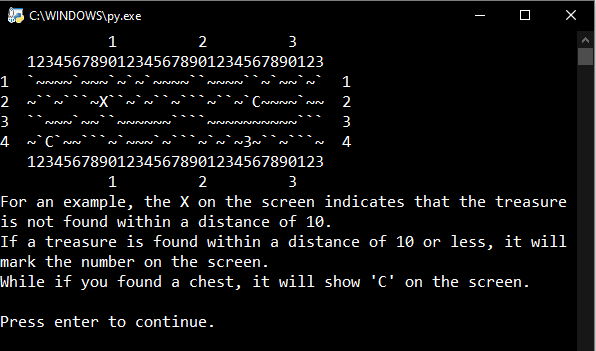 C:\WINDOWS\py.exe
            1         2         3
   123456789012345678901234567890123
1  `~~~~`~~~`~`~`~~~~``~~~~``~`~~`~`  1
2  ~``~```~X``~`~``~```~``~`C~~~~`~~  2
3  ``~~~`~~``~~~~~~````~~~~~~~~~~```  3
4  ~`C`~~```~`~~~`~```~`~`~3~``~```~  4
   123456789012345678901234567890123
            1         2         3
For an example, the X on the screen indicates that the treasure
is not found within a distance of 10.
If a treasure is found within a distance of 10 or less, it will
mark the number on the screen.
While if you found a chest, it will show 'C' on the screen.
Press enter to continue.